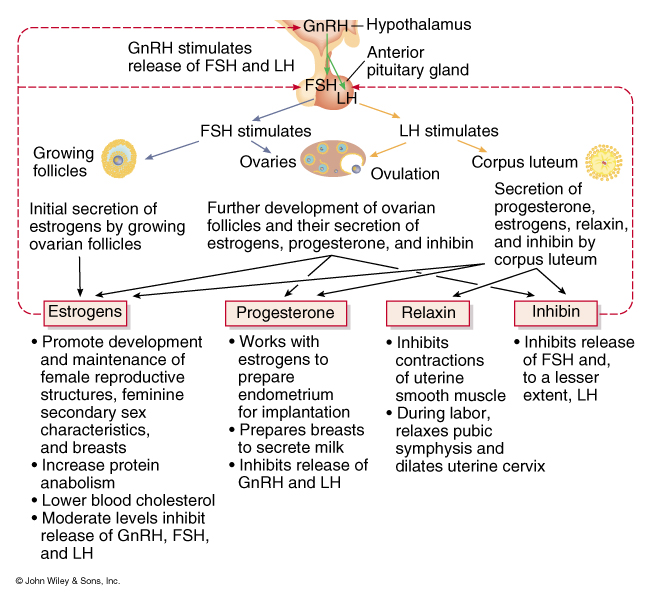 GnRH
Hypothalamus
GnRH stimulates
release of FSH and LH
Anterior
pituitary gland
FSH
LH
FSH stimulates
LH stimulates
Growing
follicles
Ovaries
Ovulation
Corpus luteum
Initial secretion of
estrogens by growing
ovarian follicles
Further development of ovarian
follicles and their secretion of
estrogens, progesterone, and inhibin
Secretion of
progesterone,
estrogens, relaxin,
and inhibin by
corpus luteum
Estrogens
• Promote development
and maintenance of
female reproductive
structures, feminine
secondary sex
characteristics,
and breasts
• Increase protein
anabolism
• Lower blood cholesterol
• Moderate levels inhibit
release of GnRH, FSH,
and LH
Progesterone
• Works with
estrogens to
prepare
endometrium
for implantation
• Prepares breasts
to secrete milk
• Inhibits release of
GnRH and LH
Relaxin
• Inhibits
contractions
of uterine
smooth muscle
• During labor,
relaxes pubic
symphysis and
dilates uterine cervix
Inhibin
• Inhibits release
of FSH and,
to a lesser
extent, LH
© John Wiley & Sons, Inc.